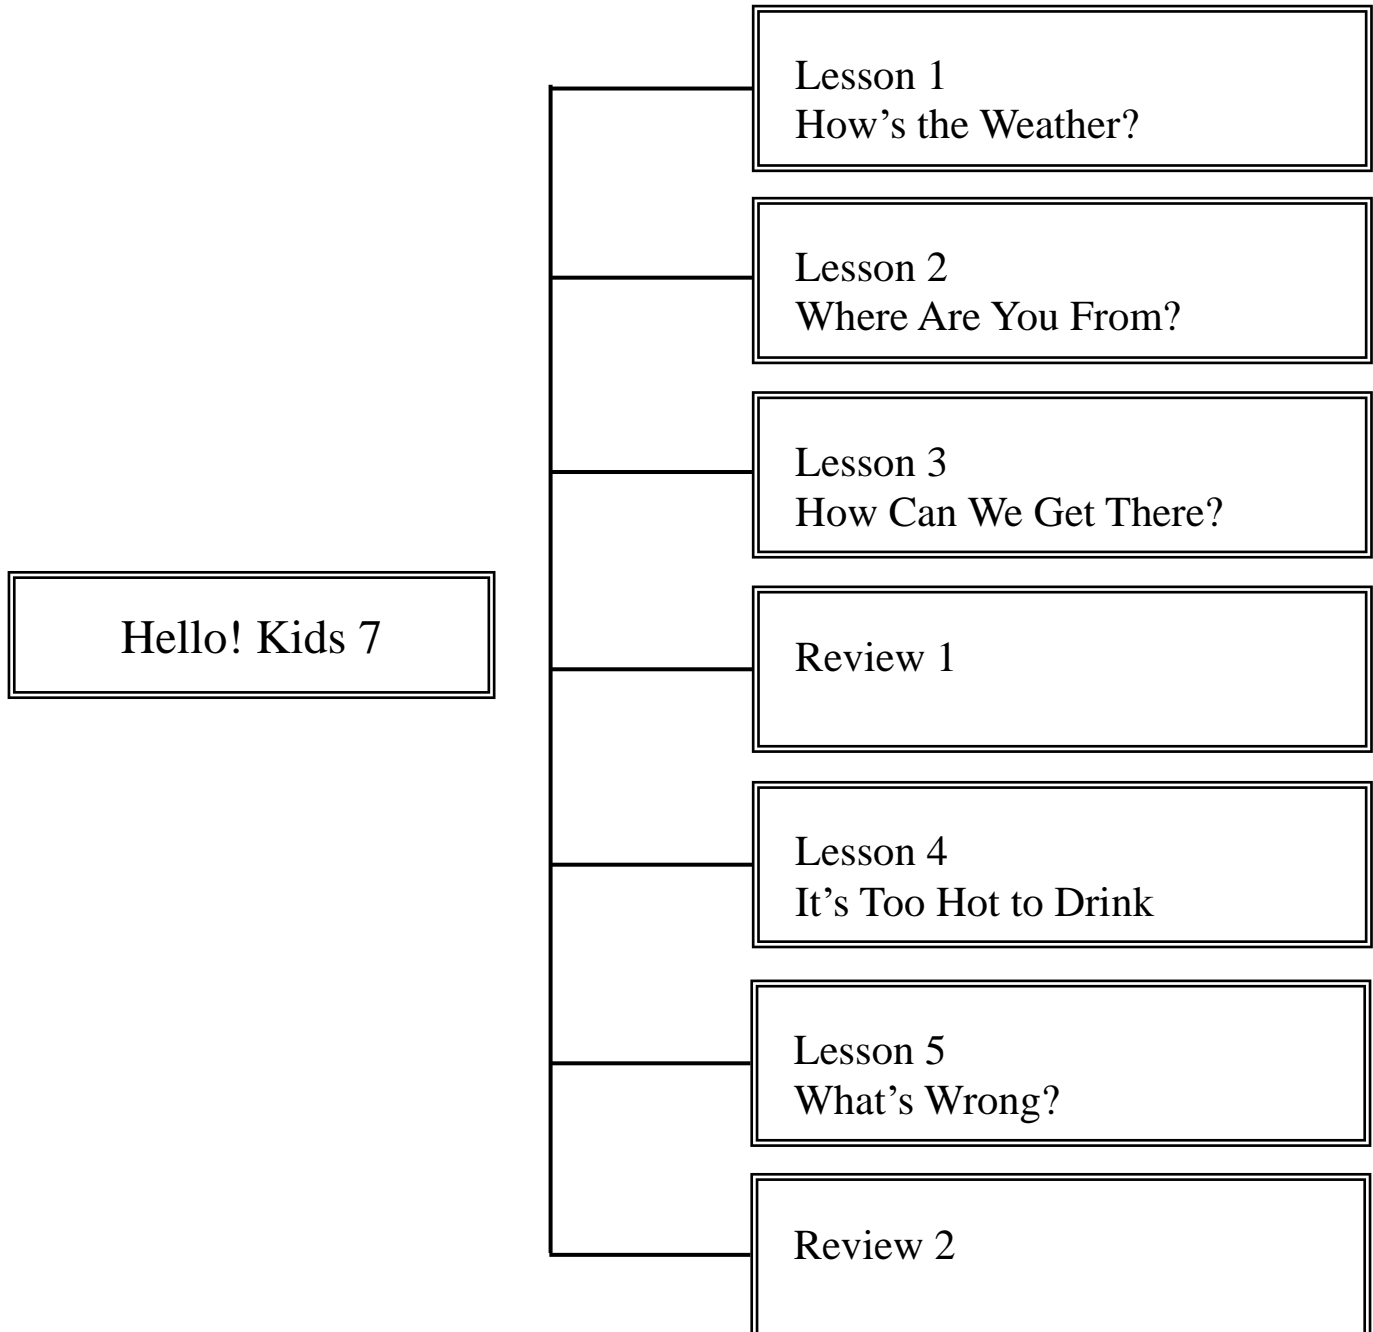 Lesson 1
How’s the Weather?
Lesson 2
Where Are You From?
Lesson 3
How Can We Get There?
Hello! Kids 7
Review 1
Lesson 4
It’s Too Hot to Drink
Lesson 5
What’s Wrong?
Review 2